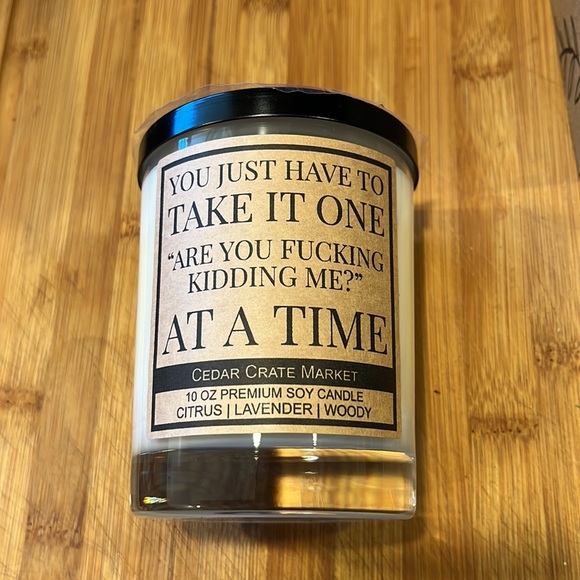 YOU JUST HAVE TO
TAKE IT ONE
“ARE YOU FUCKING
KIDDING ME?”
AT A TIME
CEDAR CRATE MARKET
10 OZ PREMIUM SOY CANDLE
CITRUS | LAVENDER | WOODY